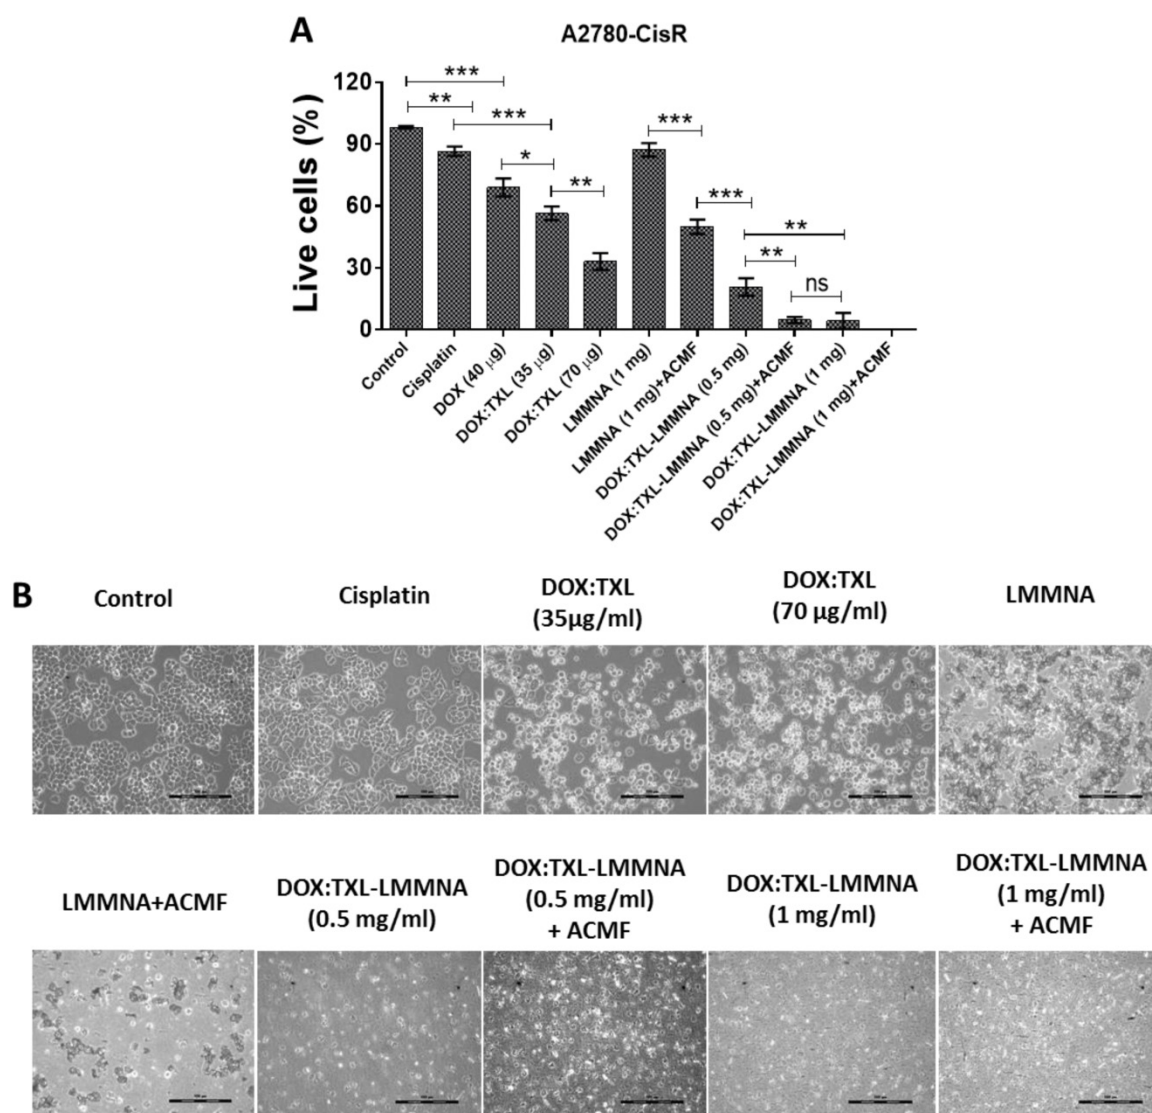 A
A2780-CisR
Live cells (%)
120
90
60
30
0
***
**
***
*
**
***
***
**
**
ns
Control
Cisplatin
DOX (40 μg)
DOX:TXL (35 μg)
DOX:TXL (70 μg)
LMMNA (1 mg)
LMMNA (1 mg)+ACMF
DOX:TXL-LMMNA (0.5 mg)
DOX:TXL-LMMNA (0.5 mg)+ACMF
DOX:TXL-LMMNA (1 mg)
DOX:TXL-LMMNA (1 mg)+ACMF
B
Control
Cisplatin
DOX:TXL
(35μg/ml)
DOX:TXL
(70 μg/ml)
LMMNA
LMMNA+ACMF
DOX:TXL-LMMNA
(0.5 mg/ml)
DOX:TXL-LMMNA
(0.5 mg/ml)
+ ACMF
DOX:TXL-LMMNA
(1 mg/ml)
DOX:TXL-LMMNA
(1 mg/ml)
+ ACMF